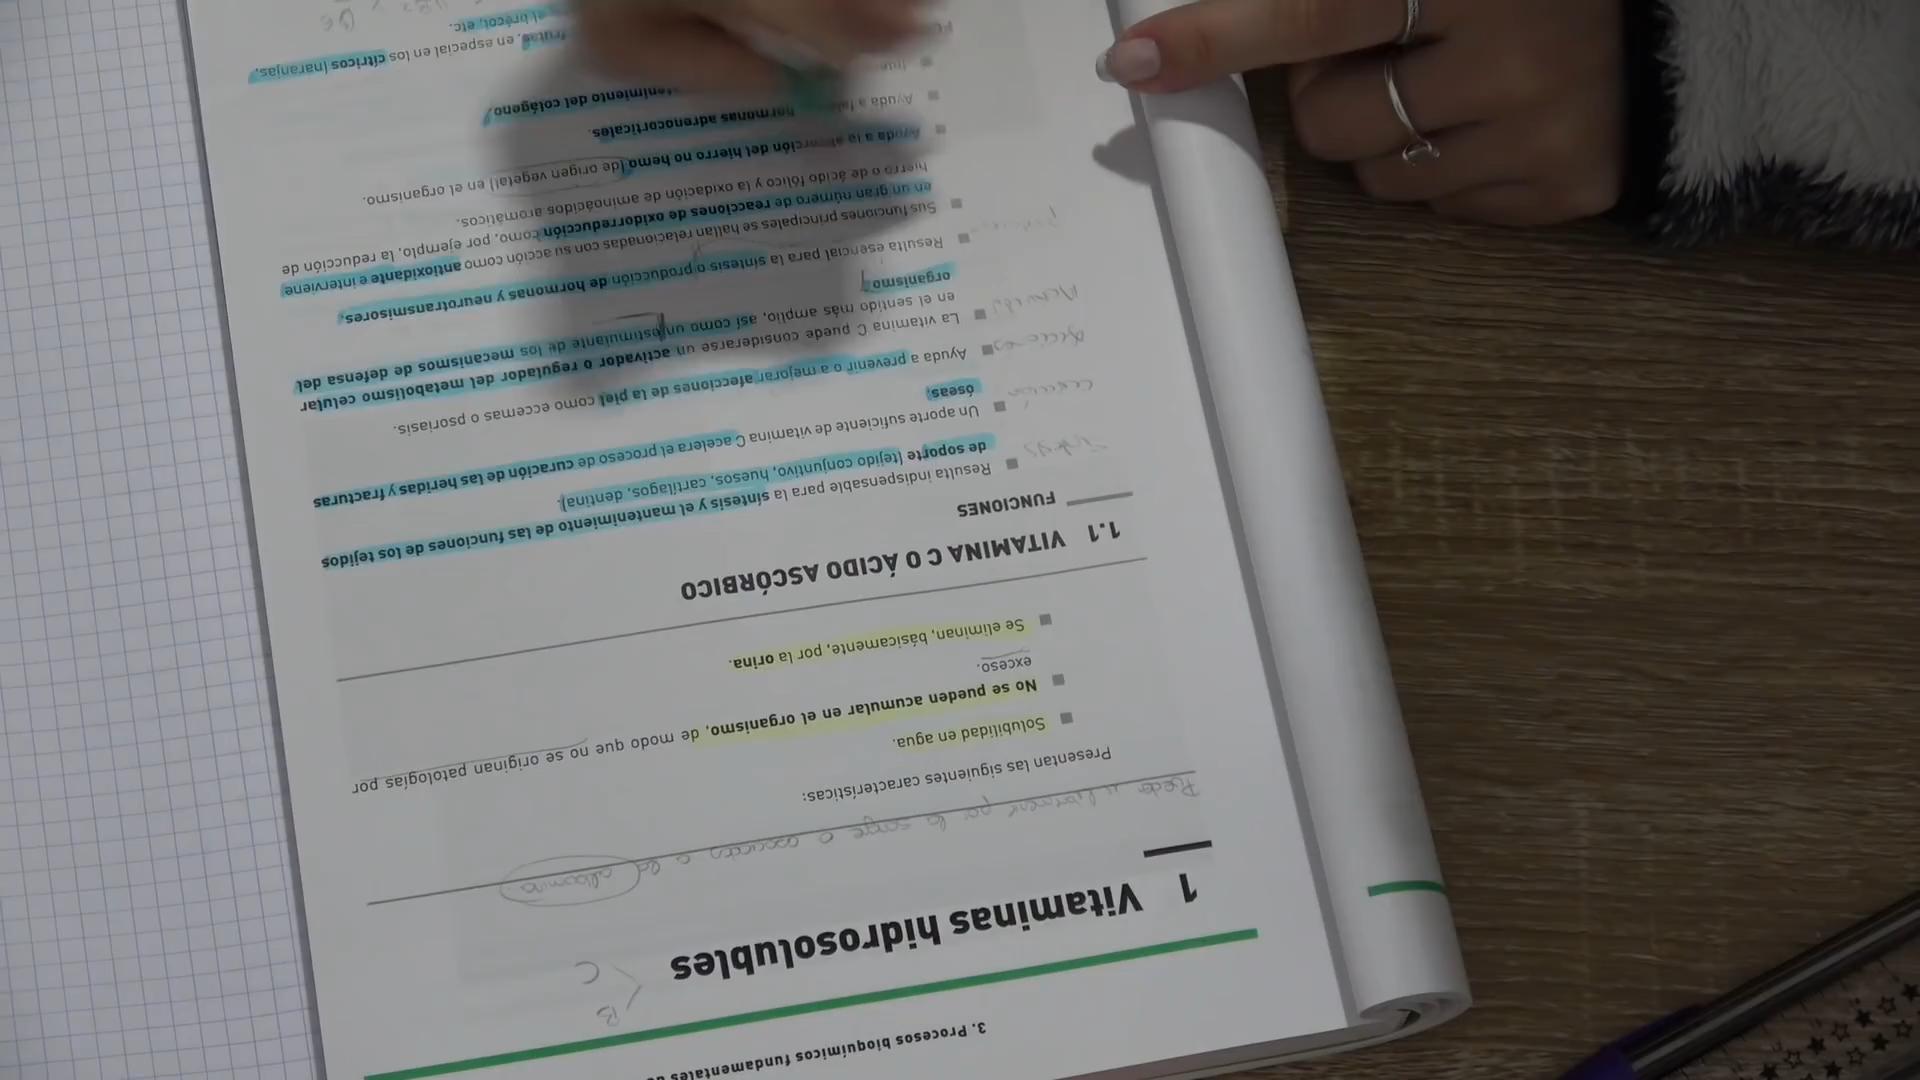 3. Procesos bioquímicos fundamentales
B
C
1 Vitaminas hidrosolubles
por la sangre o asociados a la albúmina
Presentan las siguientes características:
Solubilidad en agua.
No se pueden acumular en el organismo, de modo que no se originan patologías por
exceso.
Se eliminan, básicamente, por la orina.
1.1 VITAMINA C O ÁCIDO ASCÓRBICO
FUNCIONES
Resulta indispensable para la síntesis y el mantenimiento de las funciones de los tejidos
de soporte (tejido conjuntivo, huesos, cartílagos, dentina).
Un aporte suficiente de vitamina C acelera el proceso de curación de las heridas y fracturas
óseas.
Ayuda a prevenir o a mejorar afecciones de la piel como eccemas o psoriasis.
La vitamina C puede considerarse un activador o regulador del metabolismo celular
en el sentido más amplio, así como un estimulante de los mecanismos de defensa del
organismo.
Resulta esencial para la síntesis o producción de hormonas y neurotransmisores.
Sus funciones principales se hallan relacionadas con su acción como antioxidante e interviene
en un gran número de reacciones de oxidorreducción como, por ejemplo, la reducción de
hierro o de ácido fólico y la oxidación de aminoácidos aromáticos.
Ayuda a la absorción del hierro no hemo (de origen vegetal) en el organismo.
Ayuda a hormonas adrenocorticales.
del colágeno
frutas, en especial en los cítricos (naranjas,
el brécol, etc.